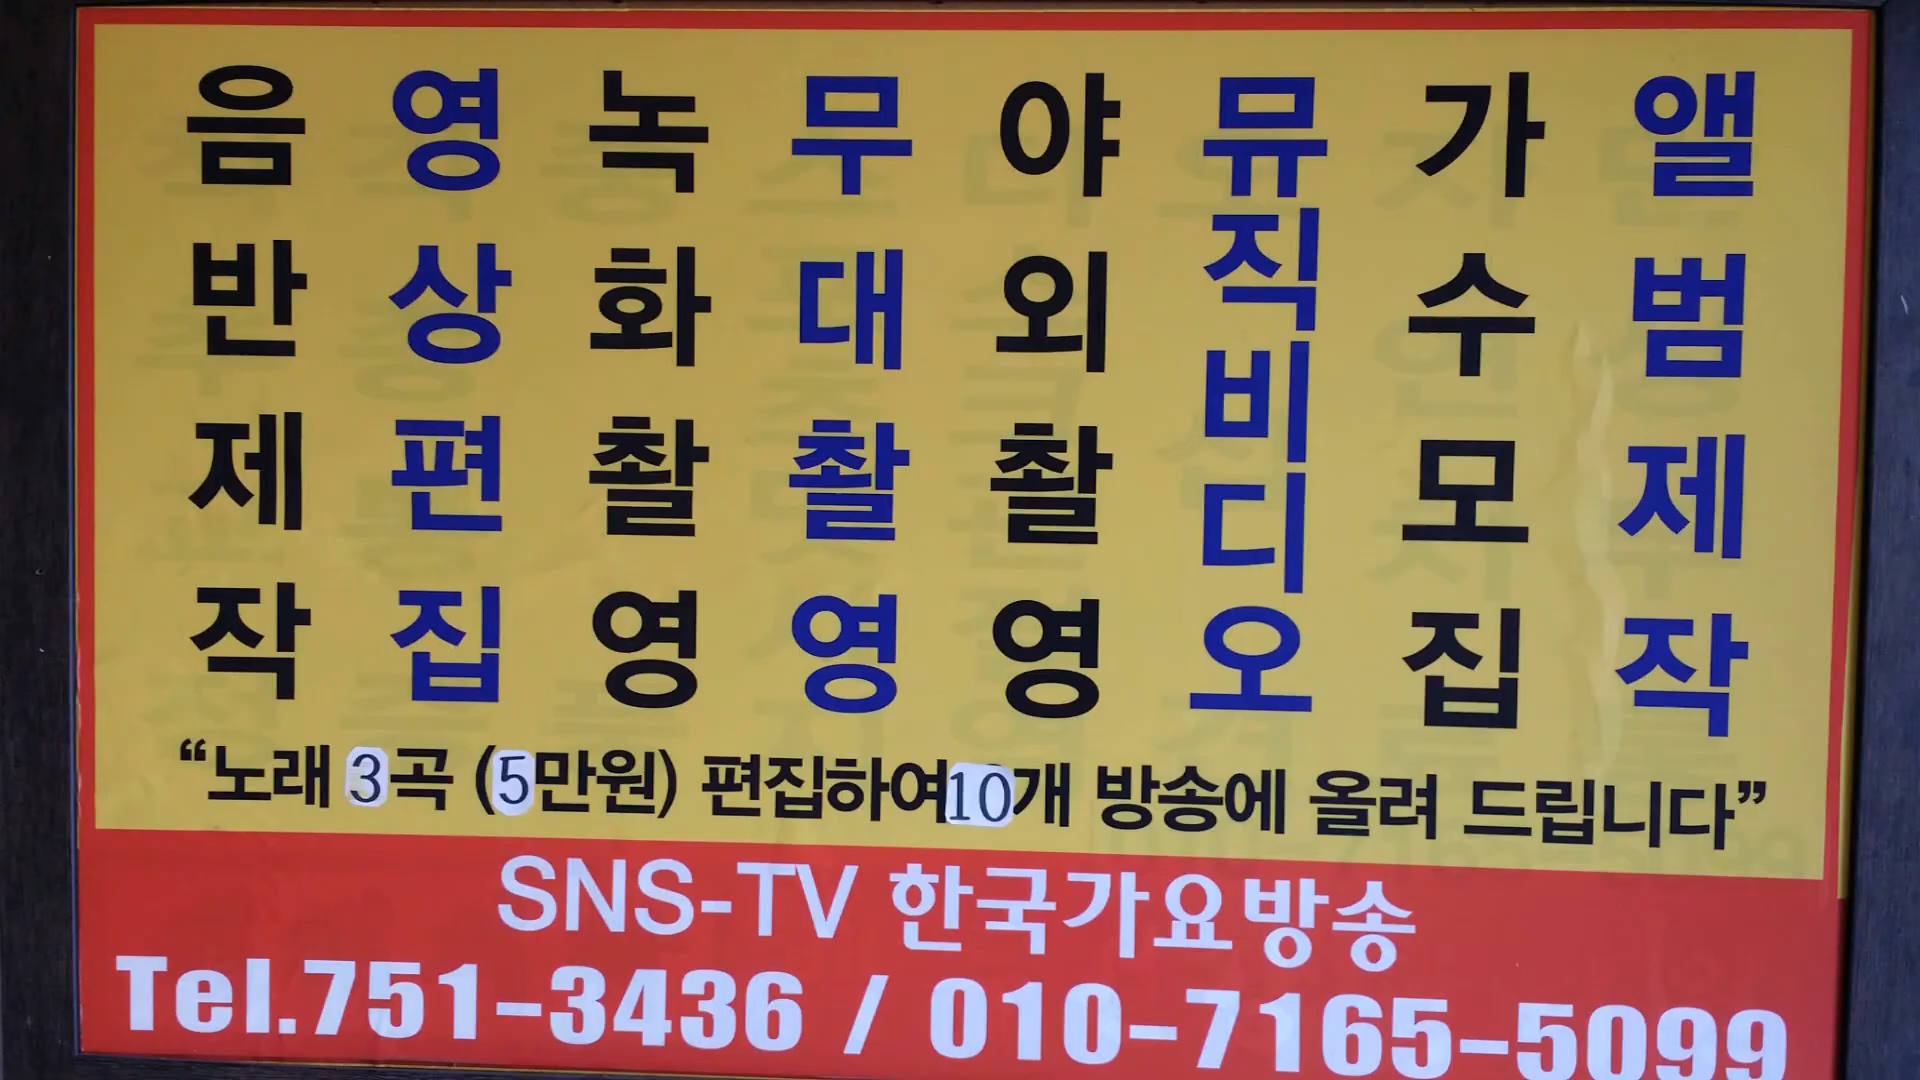 음반제작
영상편집
녹화촬영
무대촬영
야외촬영
뮤직비디오
가수모집
앨범제작
“노래 3곡 (5만원) 편집하여 10개 방송에 올려 드립니다”
SNS-TV 한국가요방송
Tel.751-3436 / 010-7165-5099